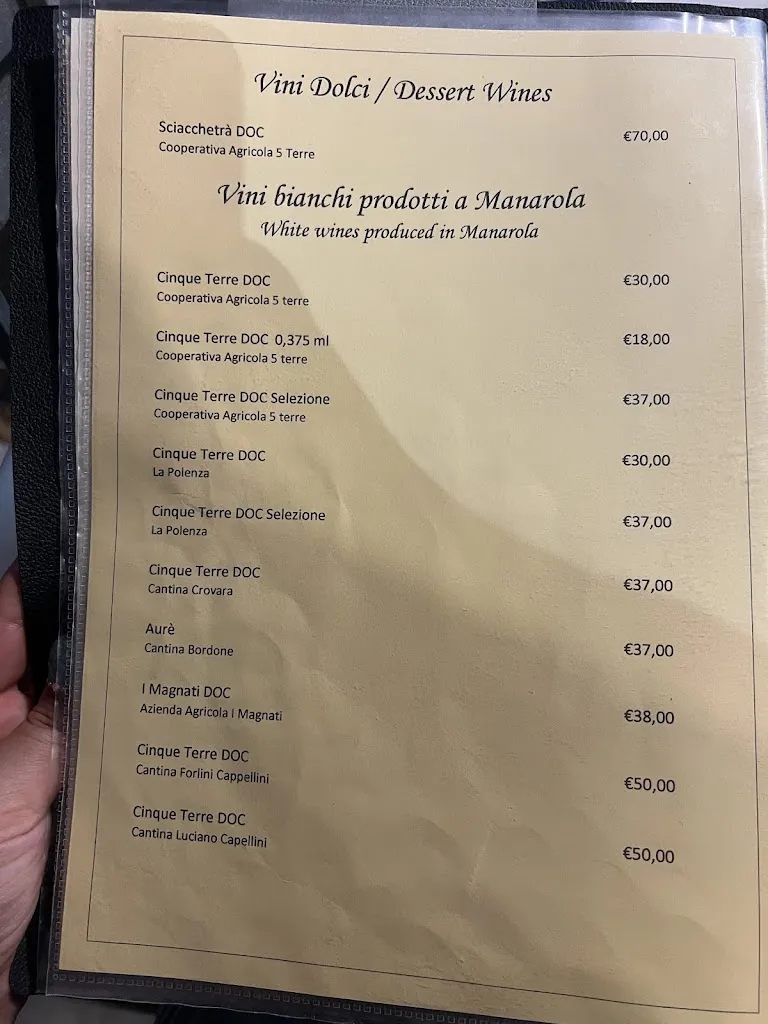 Vini Dolci / Dessert Wines
Sciacchetrà DOC €70,00
Cooperativa Agricola 5 Terre
Vini bianchi prodotti a Manarola
White wines produced in Manarola
Cinque Terre DOC €30,00
Cooperativa Agricola 5 terre
Cinque Terre DOC 0,375 ml €18,00
Cooperativa Agricola 5 terre
Cinque Terre DOC Selezione €37,00
Cooperativa Agricola 5 terre
Cinque Terre DOC €30,00
La Polenza
Cinque Terre DOC Selezione €37,00
La Polenza
Cinque Terre DOC €37,00
Cantina Crovara
Aurè €37,00
Cantina Bordone
I Magnati DOC €38,00
Azienda Agricola I Magnati
Cinque Terre DOC €50,00
Cantina Forlini Cappellini
Cinque Terre DOC €50,00
Cantina Luciano Capellini